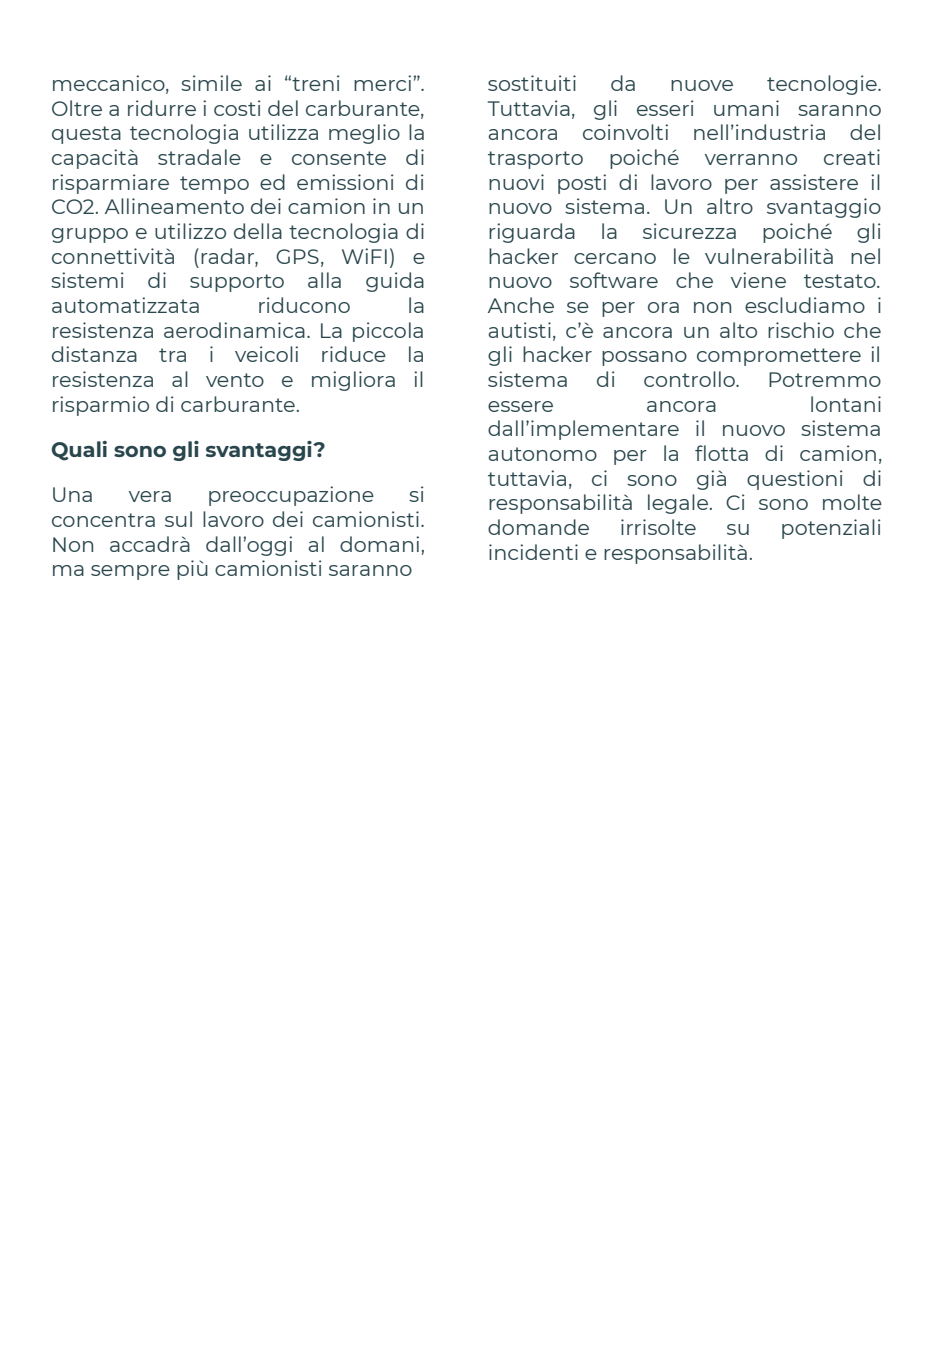 meccanico, simile ai “treni merci”.
Oltre a ridurre i costi del carburante,
questa tecnologia utilizza meglio la
capacità stradale e consente di
risparmiare tempo ed emissioni di
CO2. Allineamento dei camion in un
gruppo e utilizzo della tecnologia di
connettività (radar, GPS, WiFI) e
sistemi di supporto alla guida
automatizzata riducono la
resistenza aerodinamica. La piccola
distanza tra i veicoli riduce la
resistenza al vento e migliora il
risparmio di carburante.
Quali sono gli svantaggi?
Una vera preoccupazione si
concentra sul lavoro dei camionisti.
Non accadrà dall’oggi al domani,
ma sempre più camionisti saranno
sostituiti da nuove tecnologie.
Tuttavia, gli esseri umani saranno
ancora coinvolti nell’industria del
trasporto poiché verranno creati
nuovi posti di lavoro per assistere il
nuovo sistema. Un altro svantaggio
riguarda la sicurezza poiché gli
hacker cercano le vulnerabilità nel
nuovo software che viene testato.
Anche se per ora non escludiamo i
autisti, c’è ancora un alto rischio che
gli hacker possano compromettere il
sistema di controllo. Potremmo
essere ancora lontani
dall’implementare il nuovo sistema
autonomo per la flotta di camion,
tuttavia, ci sono già questioni di
responsabilità legale. Ci sono molte
domande irrisolte su potenziali
incidenti e responsabilità.